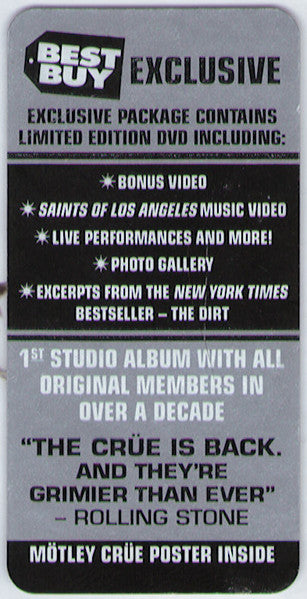 BEST
BUY
EXCLUSIVE
EXCLUSIVE PACKAGE CONTAINS
LIMITED EDITION DVD INCLUDING:
✷BONUS VIDEO
✷SAINTS OF LOS ANGELES MUSIC VIDEO
✷LIVE PERFORMANCES AND MORE!
✷PHOTO GALLERY
✷EXCERPTS FROM THE NEW YORK TIMES
BESTSELLER – THE DIRT
1ST STUDIO ALBUM WITH ALL
ORIGINAL MEMBERS IN
OVER A DECADE
“THE CRÜE IS BACK.
AND THEY'RE
GRIMIER THAN EVER”
– ROLLING STONE
MÖTLEY CRÜE POSTER INSIDE